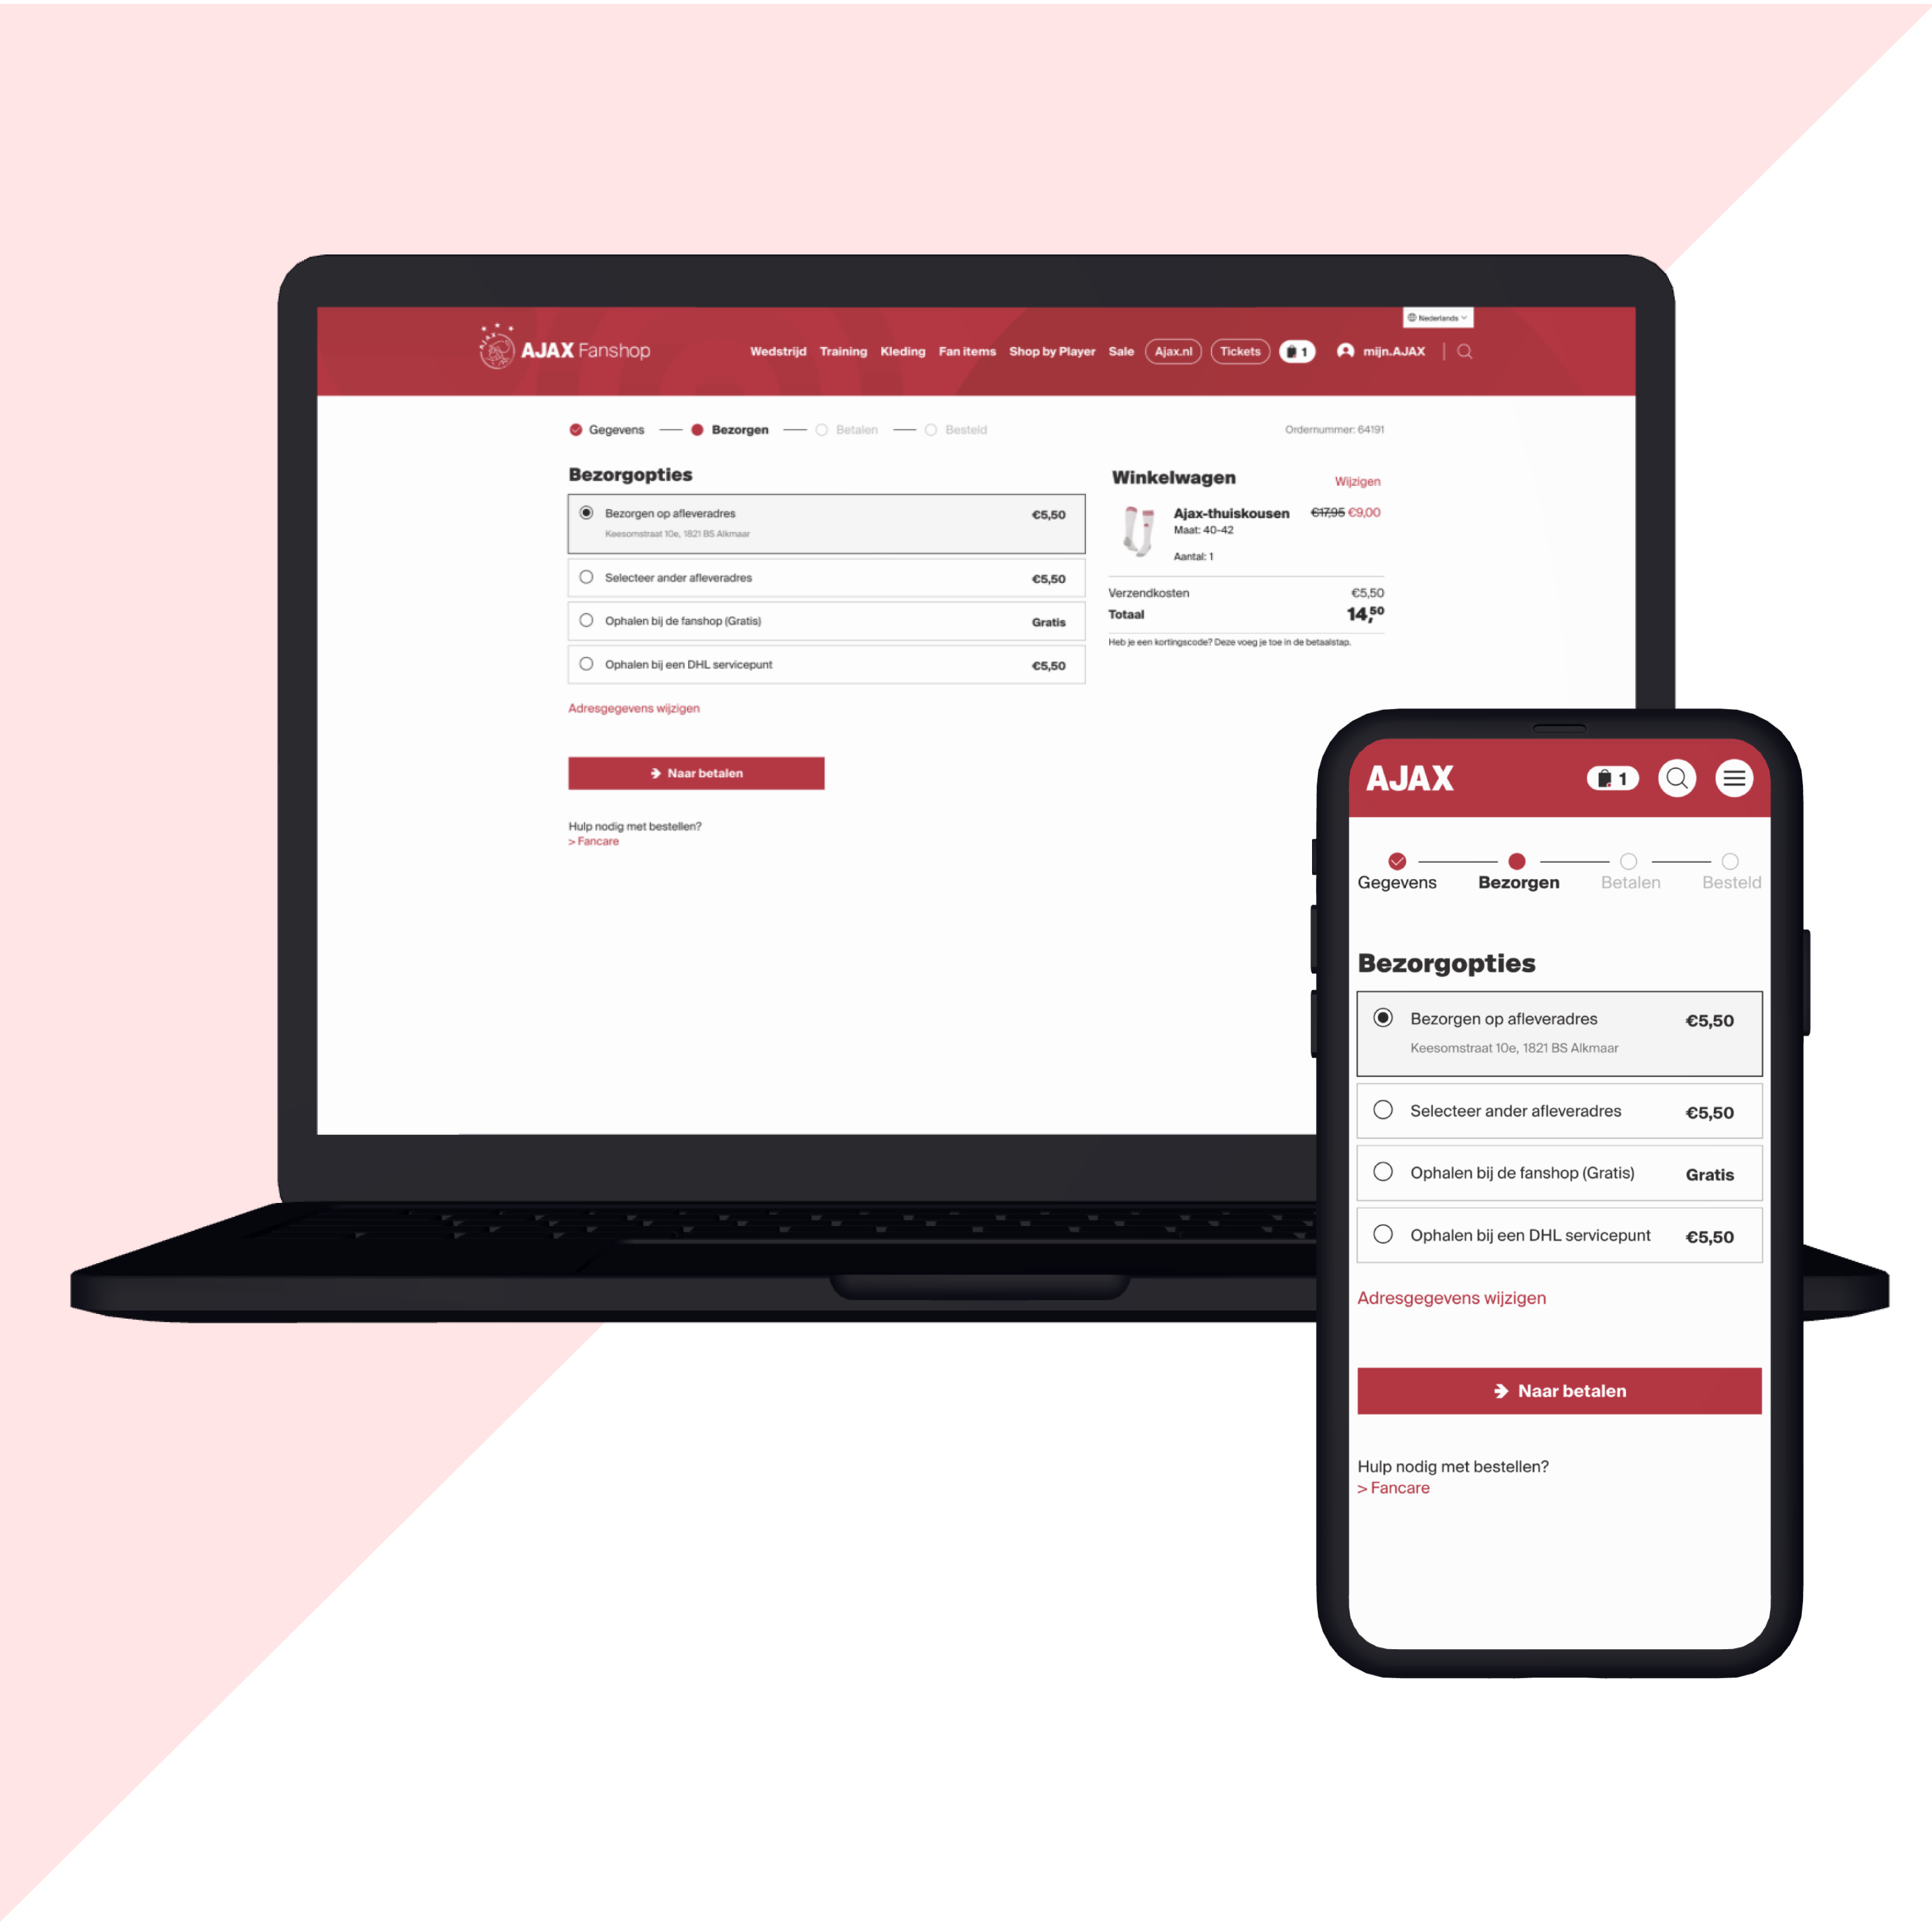 Nederlands
AJAX Fanshop
Wedstrijd Training Kleding Fan items Shop by Player Sale Ajax.nl Tickets 1 mijn.AJAX
Gegevens Bezorgen Betalen Besteld
Ordernummer: 64191
Bezorgopties
Bezorgen op afleveradres €5,50
Keesomstraat 10e, 1821 BS Alkmaar
Selecteer ander afleveradres €5,50
Ophalen bij de fanshop (Gratis) Gratis
Ophalen bij een DHL servicepunt €5,50
Adresgegevens wijzigen
Naar betalen
Hulp nodig met bestellen?
> Fancare
Winkelwagen Wijzigen
Ajax-thuiskousen €17,95 €9,00
Maat: 40-42
Aantal: 1
Verzendkosten €5,50
Totaal 14,50
Heb je een kortingscode? Deze voeg je toe in de betaalstap.
AJAX 1
Gegevens Bezorgen Betalen Besteld
Bezorgopties
Bezorgen op afleveradres €5,50
Keesomstraat 10e, 1821 BS Alkmaar
Selecteer ander afleveradres €5,50
Ophalen bij de fanshop (Gratis) Gratis
Ophalen bij een DHL servicepunt €5,50
Adresgegevens wijzigen
Naar betalen
Hulp nodig met bestellen?
> Fancare